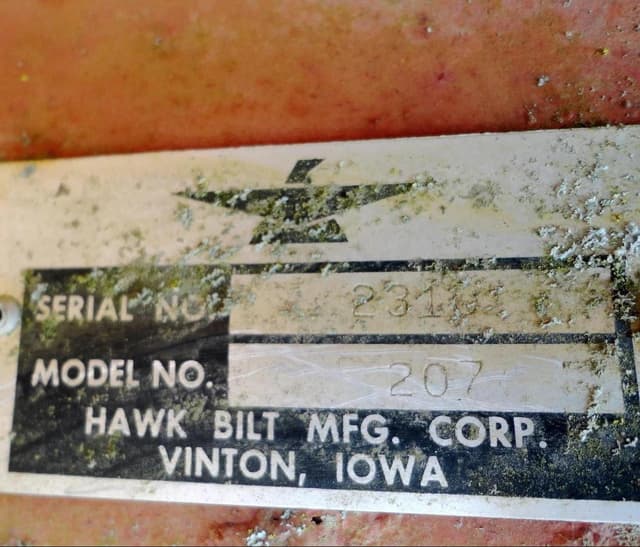 SERIAL NO.
MODEL NO. 207
HAWK BILT MFG. CORP.
VINTON, IOWA